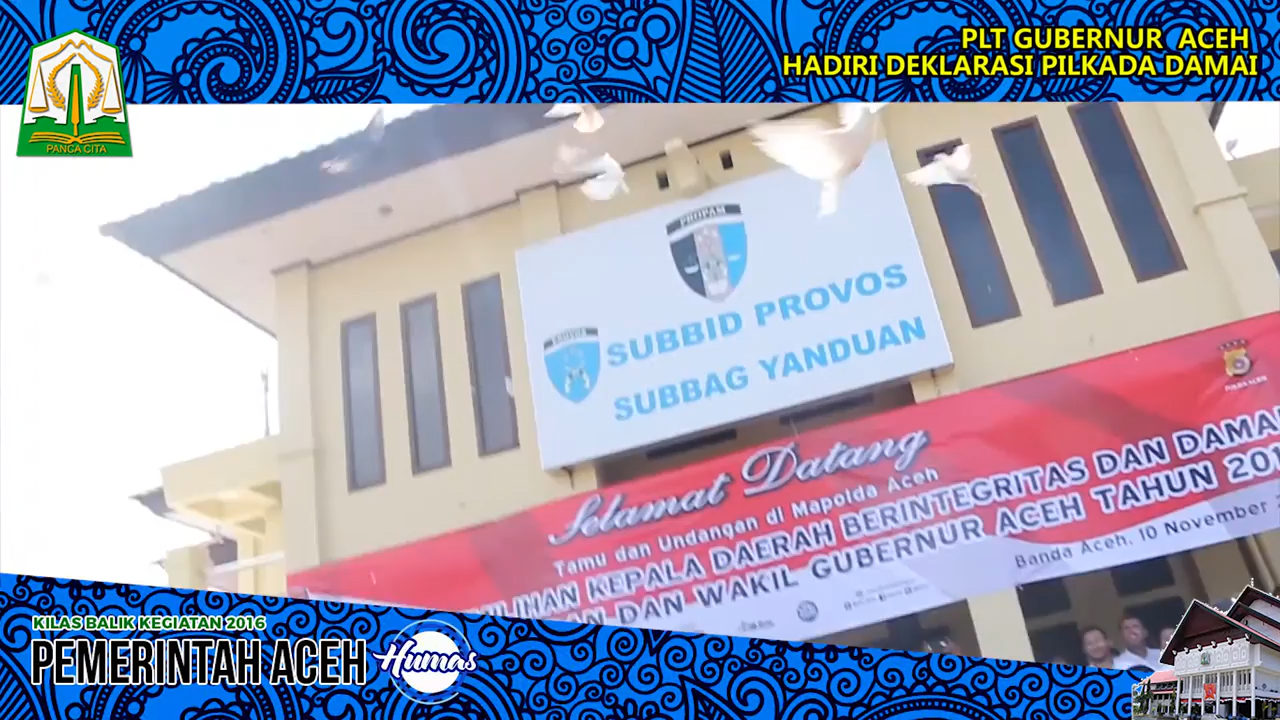 PLT GUBERNUR ACEH
HADIRI DEKLARASI PILKADA DAMAI
PANCA CITA
PROPAM
SUBBID PROVOS
SUBBAG YANDUAN
Selamat Datang
Tamu dan Undangan di Mapolda Aceh
KEPALA DAERAH BERINTEGRITAS DAN DAMAI
DAN WAKIL GUBERNUR ACEH TAHUN
Banda Aceh, 10 November
POLDA ACEH
KILAS BALIK KEGIATAN 2016
PEMERINTAH ACEH
Humas